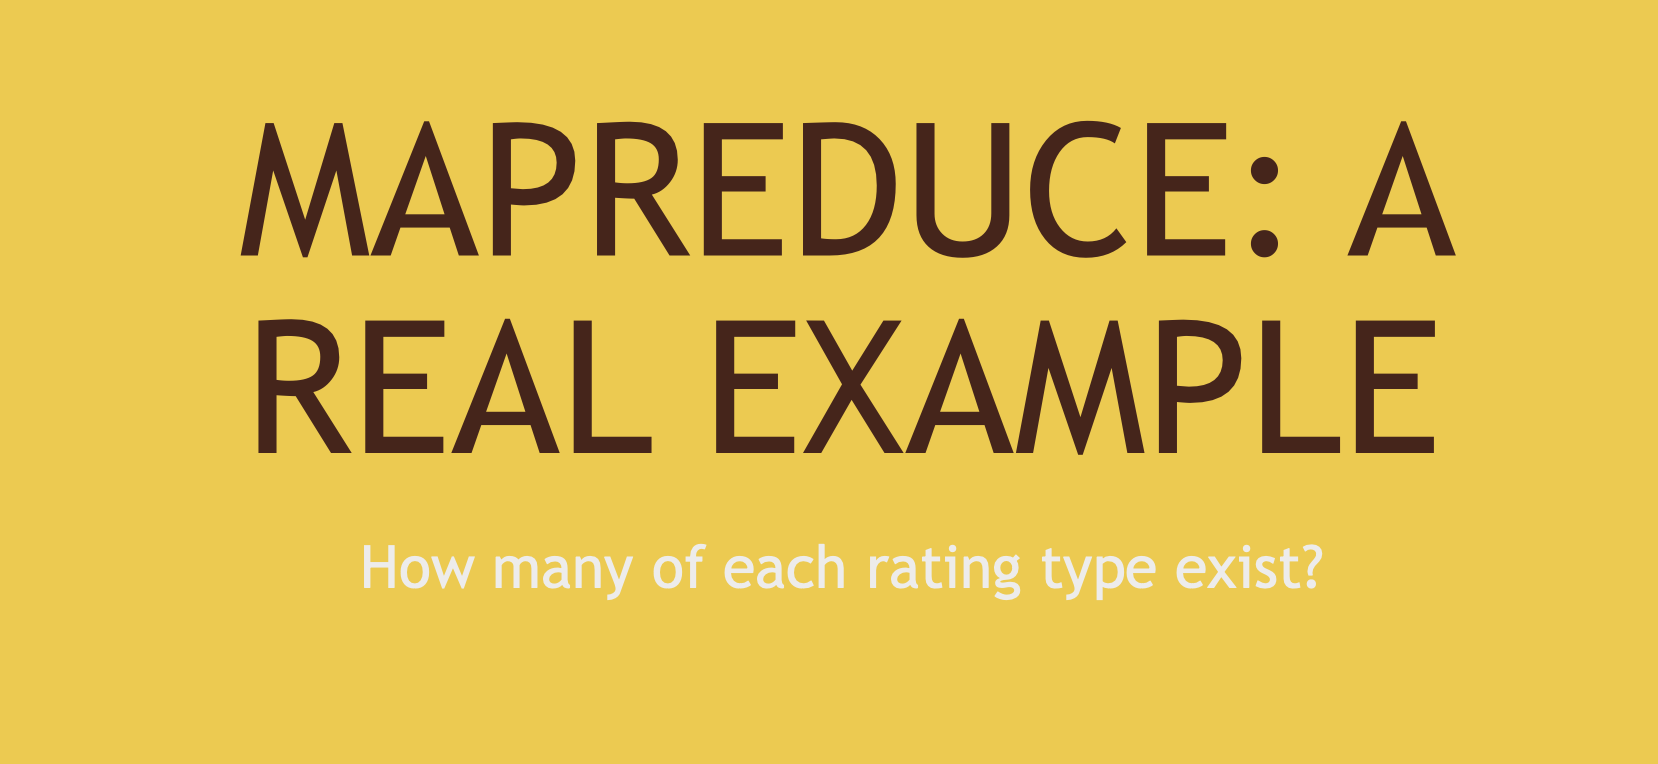 MAPREDUCE: A
REAL EXAMPLE
How many of each rating type exist?